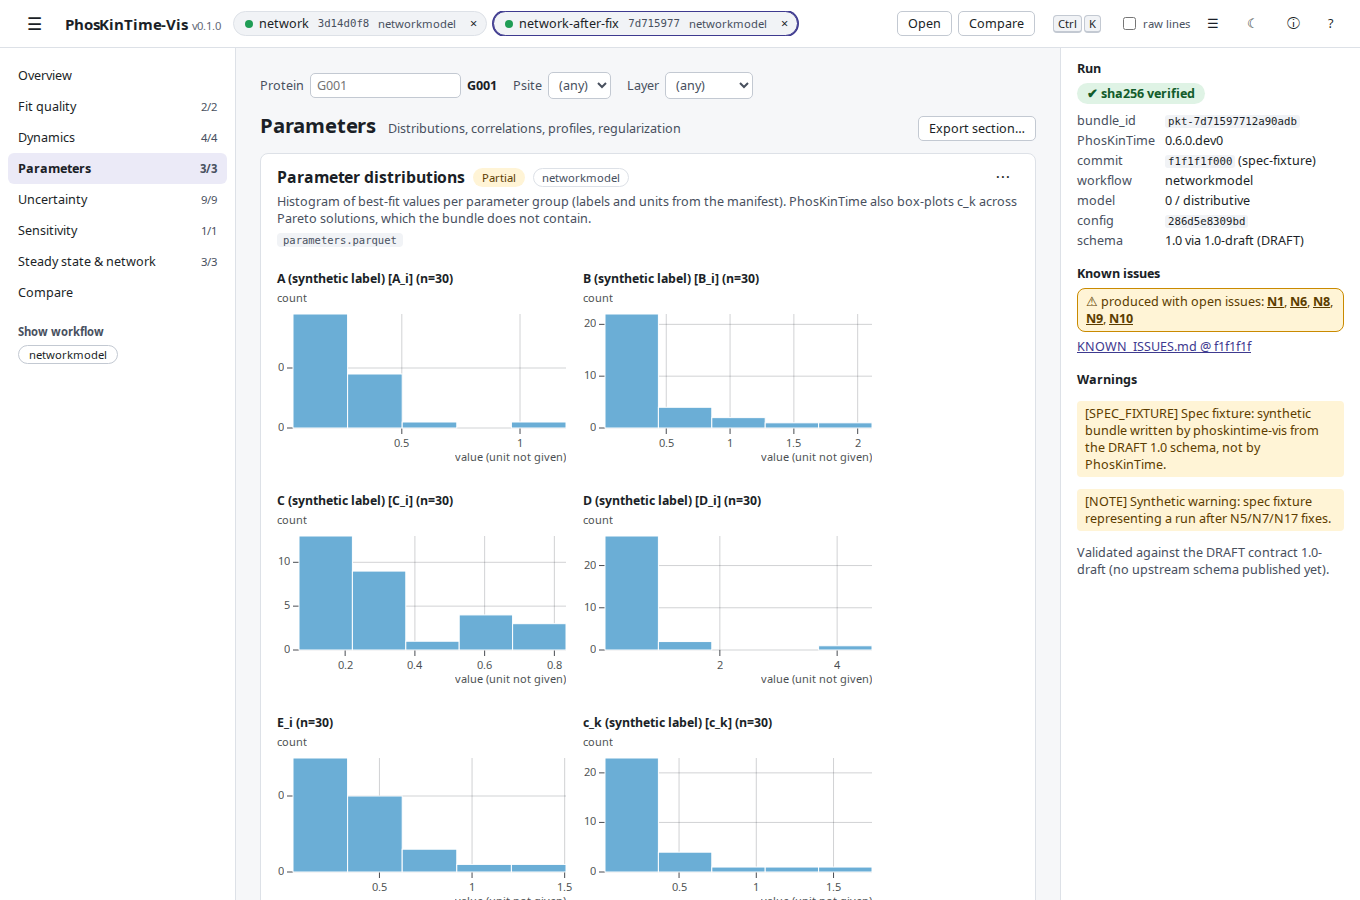 ☰ PhosKinTime-Vis v0.1.0 network 3d14d0f8 networkmodel × network-after-fix 7d715977 networkmodel × Open Compare Ctrl K raw lines ☰ ☾ ⓘ ?
Overview
Fit quality 2/2
Dynamics 4/4
Parameters 3/3
Uncertainty 9/9
Sensitivity 1/1
Steady state & network 3/3
Compare
Show workflow
networkmodel
Protein G001 G001 Psite (any) Layer (any)
Parameters Distributions, correlations, profiles, regularization Export section...
Parameter distributions Partial networkmodel ...
Histogram of best-fit values per parameter group (labels and units from the manifest). PhosKinTime also box-plots c_k across
Pareto solutions, which the bundle does not contain.
parameters.parquet
A (synthetic label) [A_i] (n=30)
count
0
0
0.5 1
value (unit not given)
B (synthetic label) [B_i] (n=30)
count
20
10
0
0.5 1 1.5 2
value (unit not given)
C (synthetic label) [C_i] (n=30)
count
10
5
0
0.2 0.4 0.6 0.8
value (unit not given)
D (synthetic label) [D_i] (n=30)
count
20
10
0
2 4
value (unit not given)
E_i (n=30)
count
0
0
0.5 1 1.5
value (unit not given)
c_k (synthetic label) [c_k] (n=30)
count
20
10
0
0.5 1 1.5
value (unit not given)
Run
✔ sha256 verified
bundle_id pkt-7d71597712a90adb
PhosKinTime 0.6.0.dev0
commit f1f1f1f000 (spec-fixture)
workflow networkmodel
model 0 / distributive
config 286d5e8309bd
schema 1.0 via 1.0-draft (DRAFT)
Known issues
⚠ produced with open issues: N1, N6, N8,
N9, N10
KNOWN_ISSUES.md @ f1f1f1f
Warnings
[SPEC_FIXTURE] Spec fixture: synthetic
bundle written by phoskintime-vis from
the DRAFT 1.0 schema, not by
PhosKinTime.
[NOTE] Synthetic warning: spec fixture
representing a run after N5/N7/N17 fixes.
Validated against the DRAFT contract 1.0-
draft (no upstream schema published yet).